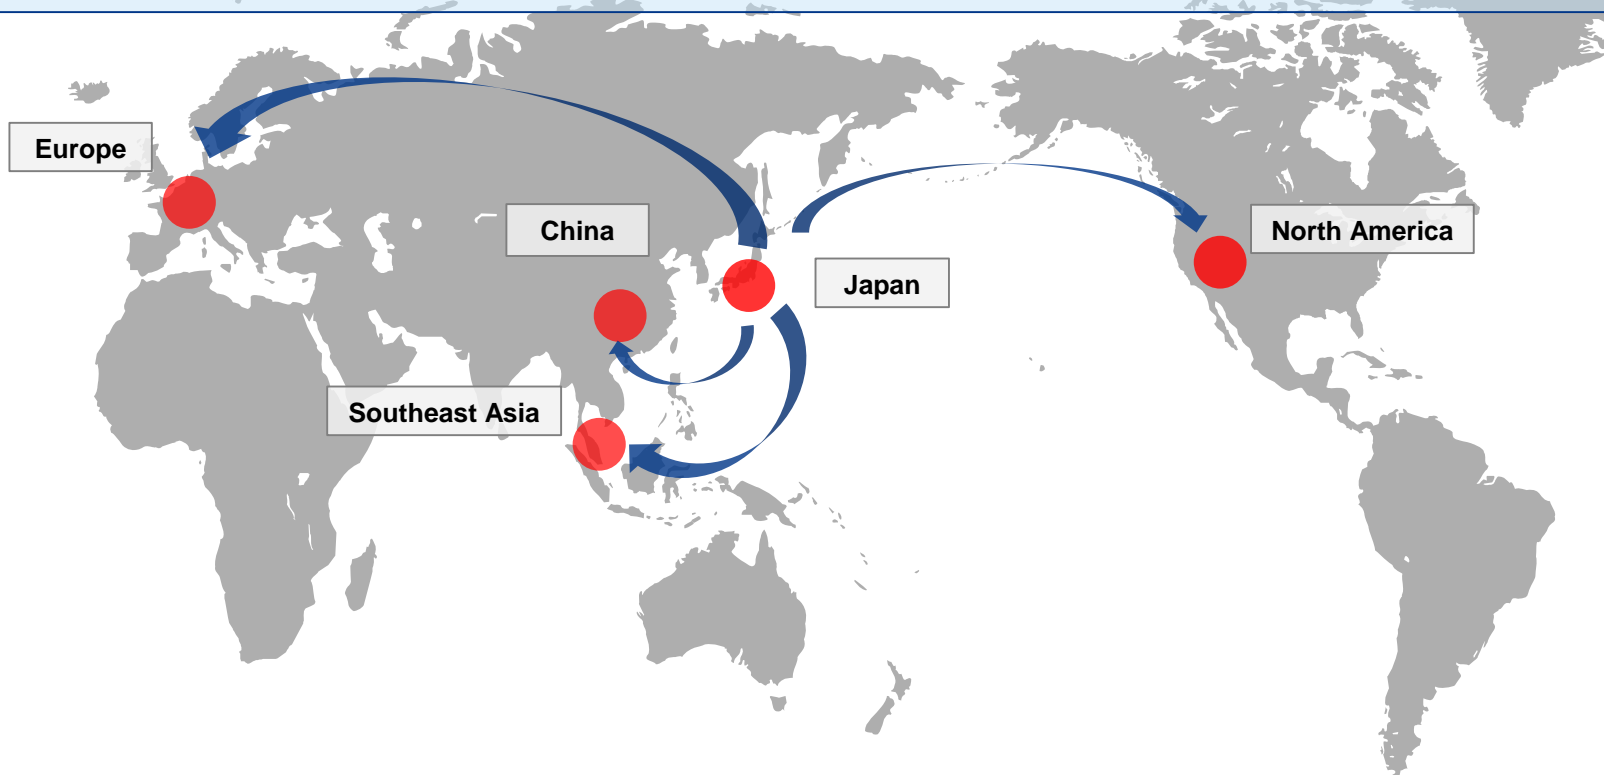 Europe
China
North America
Japan
Southeast Asia